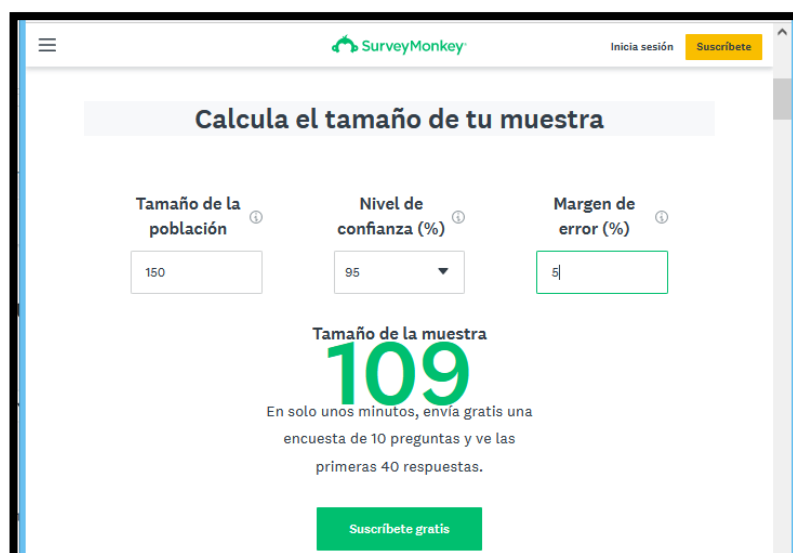 SurveyMonkey
Inicia sesión
Suscríbete
Calcula el tamaño de tu muestra
Tamaño de la
población
Nivel de
confianza (%)
Margen de
error (%)
150
95
5
Tamaño de la muestra
109
En solo unos minutos, envía gratis una
encuesta de 10 preguntas y ve las
primeras 40 respuestas.
Suscríbete gratis